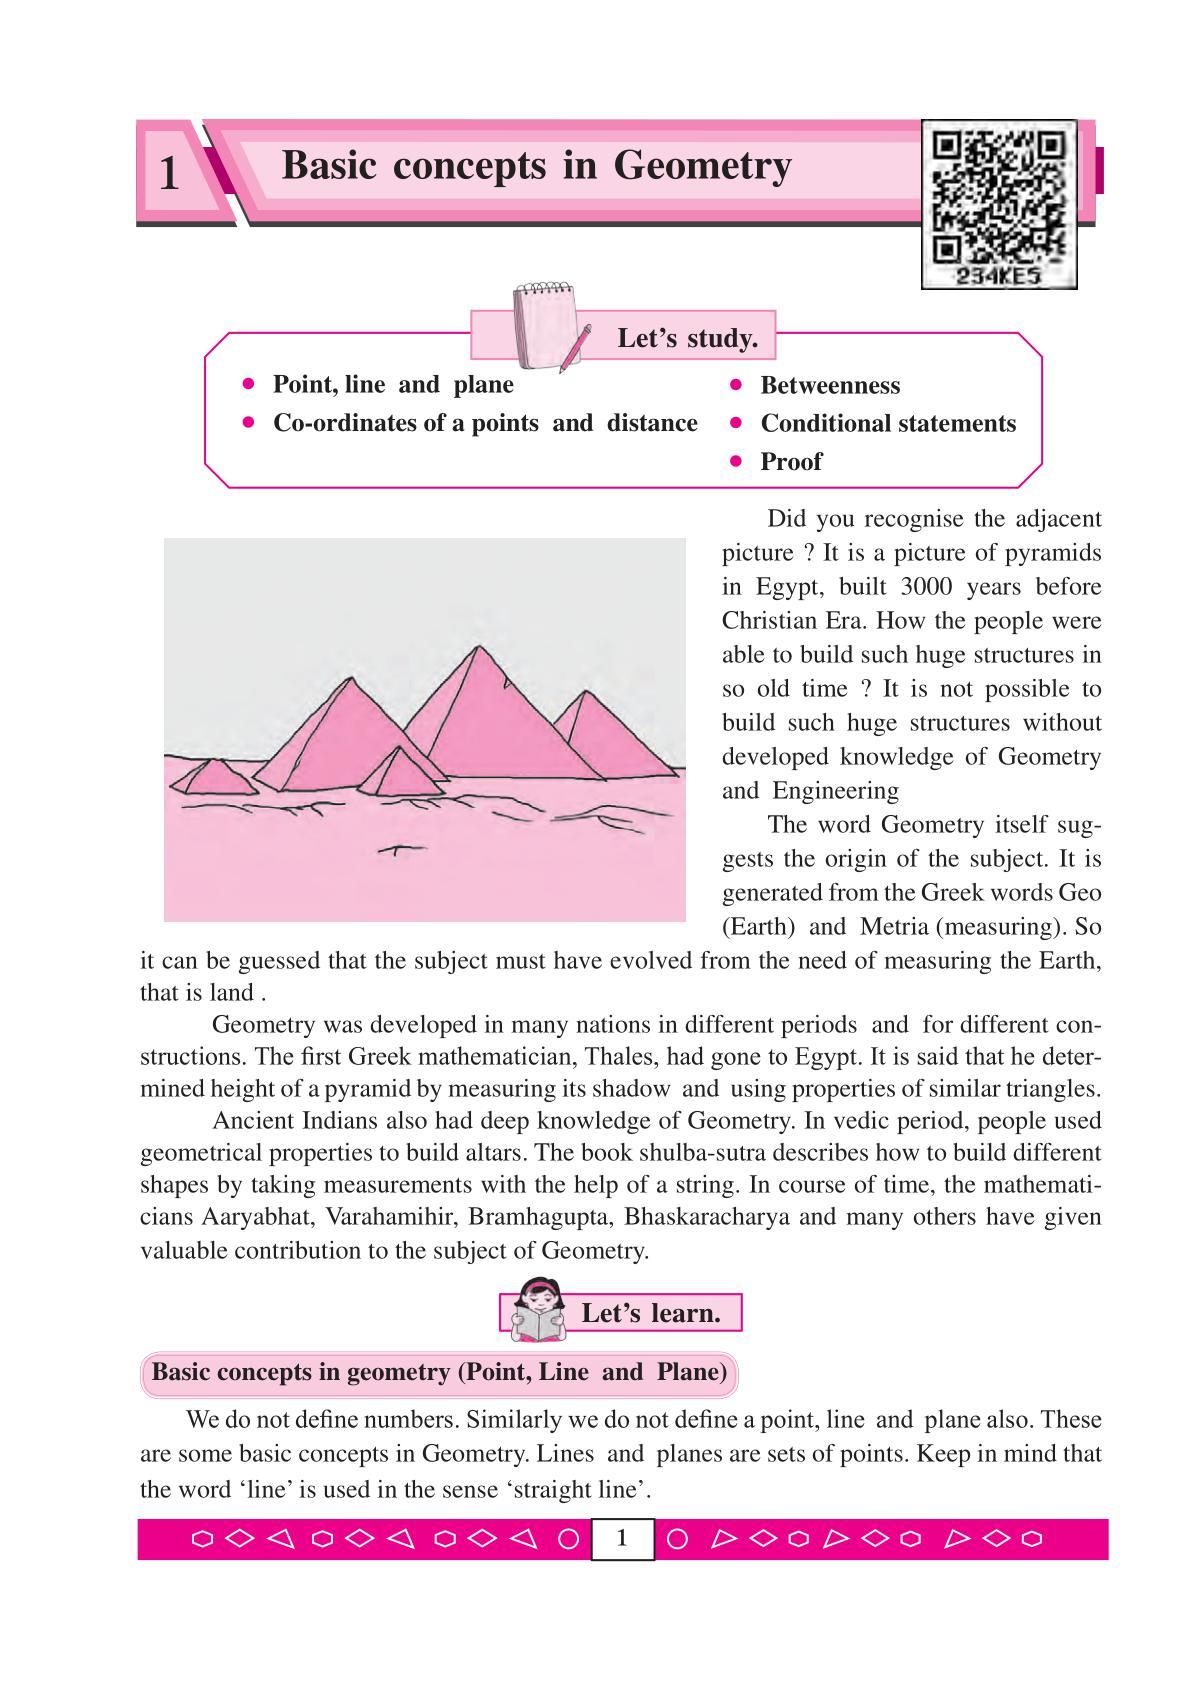 1
Basic concepts in Geometry
234KE5
Let’s study.
• Point, line and plane
• Co-ordinates of a points and distance
• Betweenness
• Conditional statements
• Proof
Did you recognise the adjacent
picture ? It is a picture of pyramids
in Egypt, built 3000 years before
Christian Era. How the people were
able to build such huge structures in
so old time ? It is not possible to
build such huge structures without
developed knowledge of Geometry
and Engineering
The word Geometry itself sug-
gests the origin of the subject. It is
generated from the Greek words Geo
(Earth) and Metria (measuring). So
it can be guessed that the subject must have evolved from the need of measuring the Earth,
that is land .
Geometry was developed in many nations in different periods and for different con-
structions. The first Greek mathematician, Thales, had gone to Egypt. It is said that he deter-
mined height of a pyramid by measuring its shadow and using properties of similar triangles.
Ancient Indians also had deep knowledge of Geometry. In vedic period, people used
geometrical properties to build altars. The book shulba-sutra describes how to build different
shapes by taking measurements with the help of a string. In course of time, the mathemati-
cians Aaryabhat, Varahamihir, Bramhagupta, Bhaskaracharya and many others have given
valuable contribution to the subject of Geometry.
Let’s learn.
Basic concepts in geometry (Point, Line and Plane)
We do not define numbers. Similarly we do not define a point, line and plane also. These
are some basic concepts in Geometry. Lines and planes are sets of points. Keep in mind that
the word ‘line’ is used in the sense ‘straight line’.
1